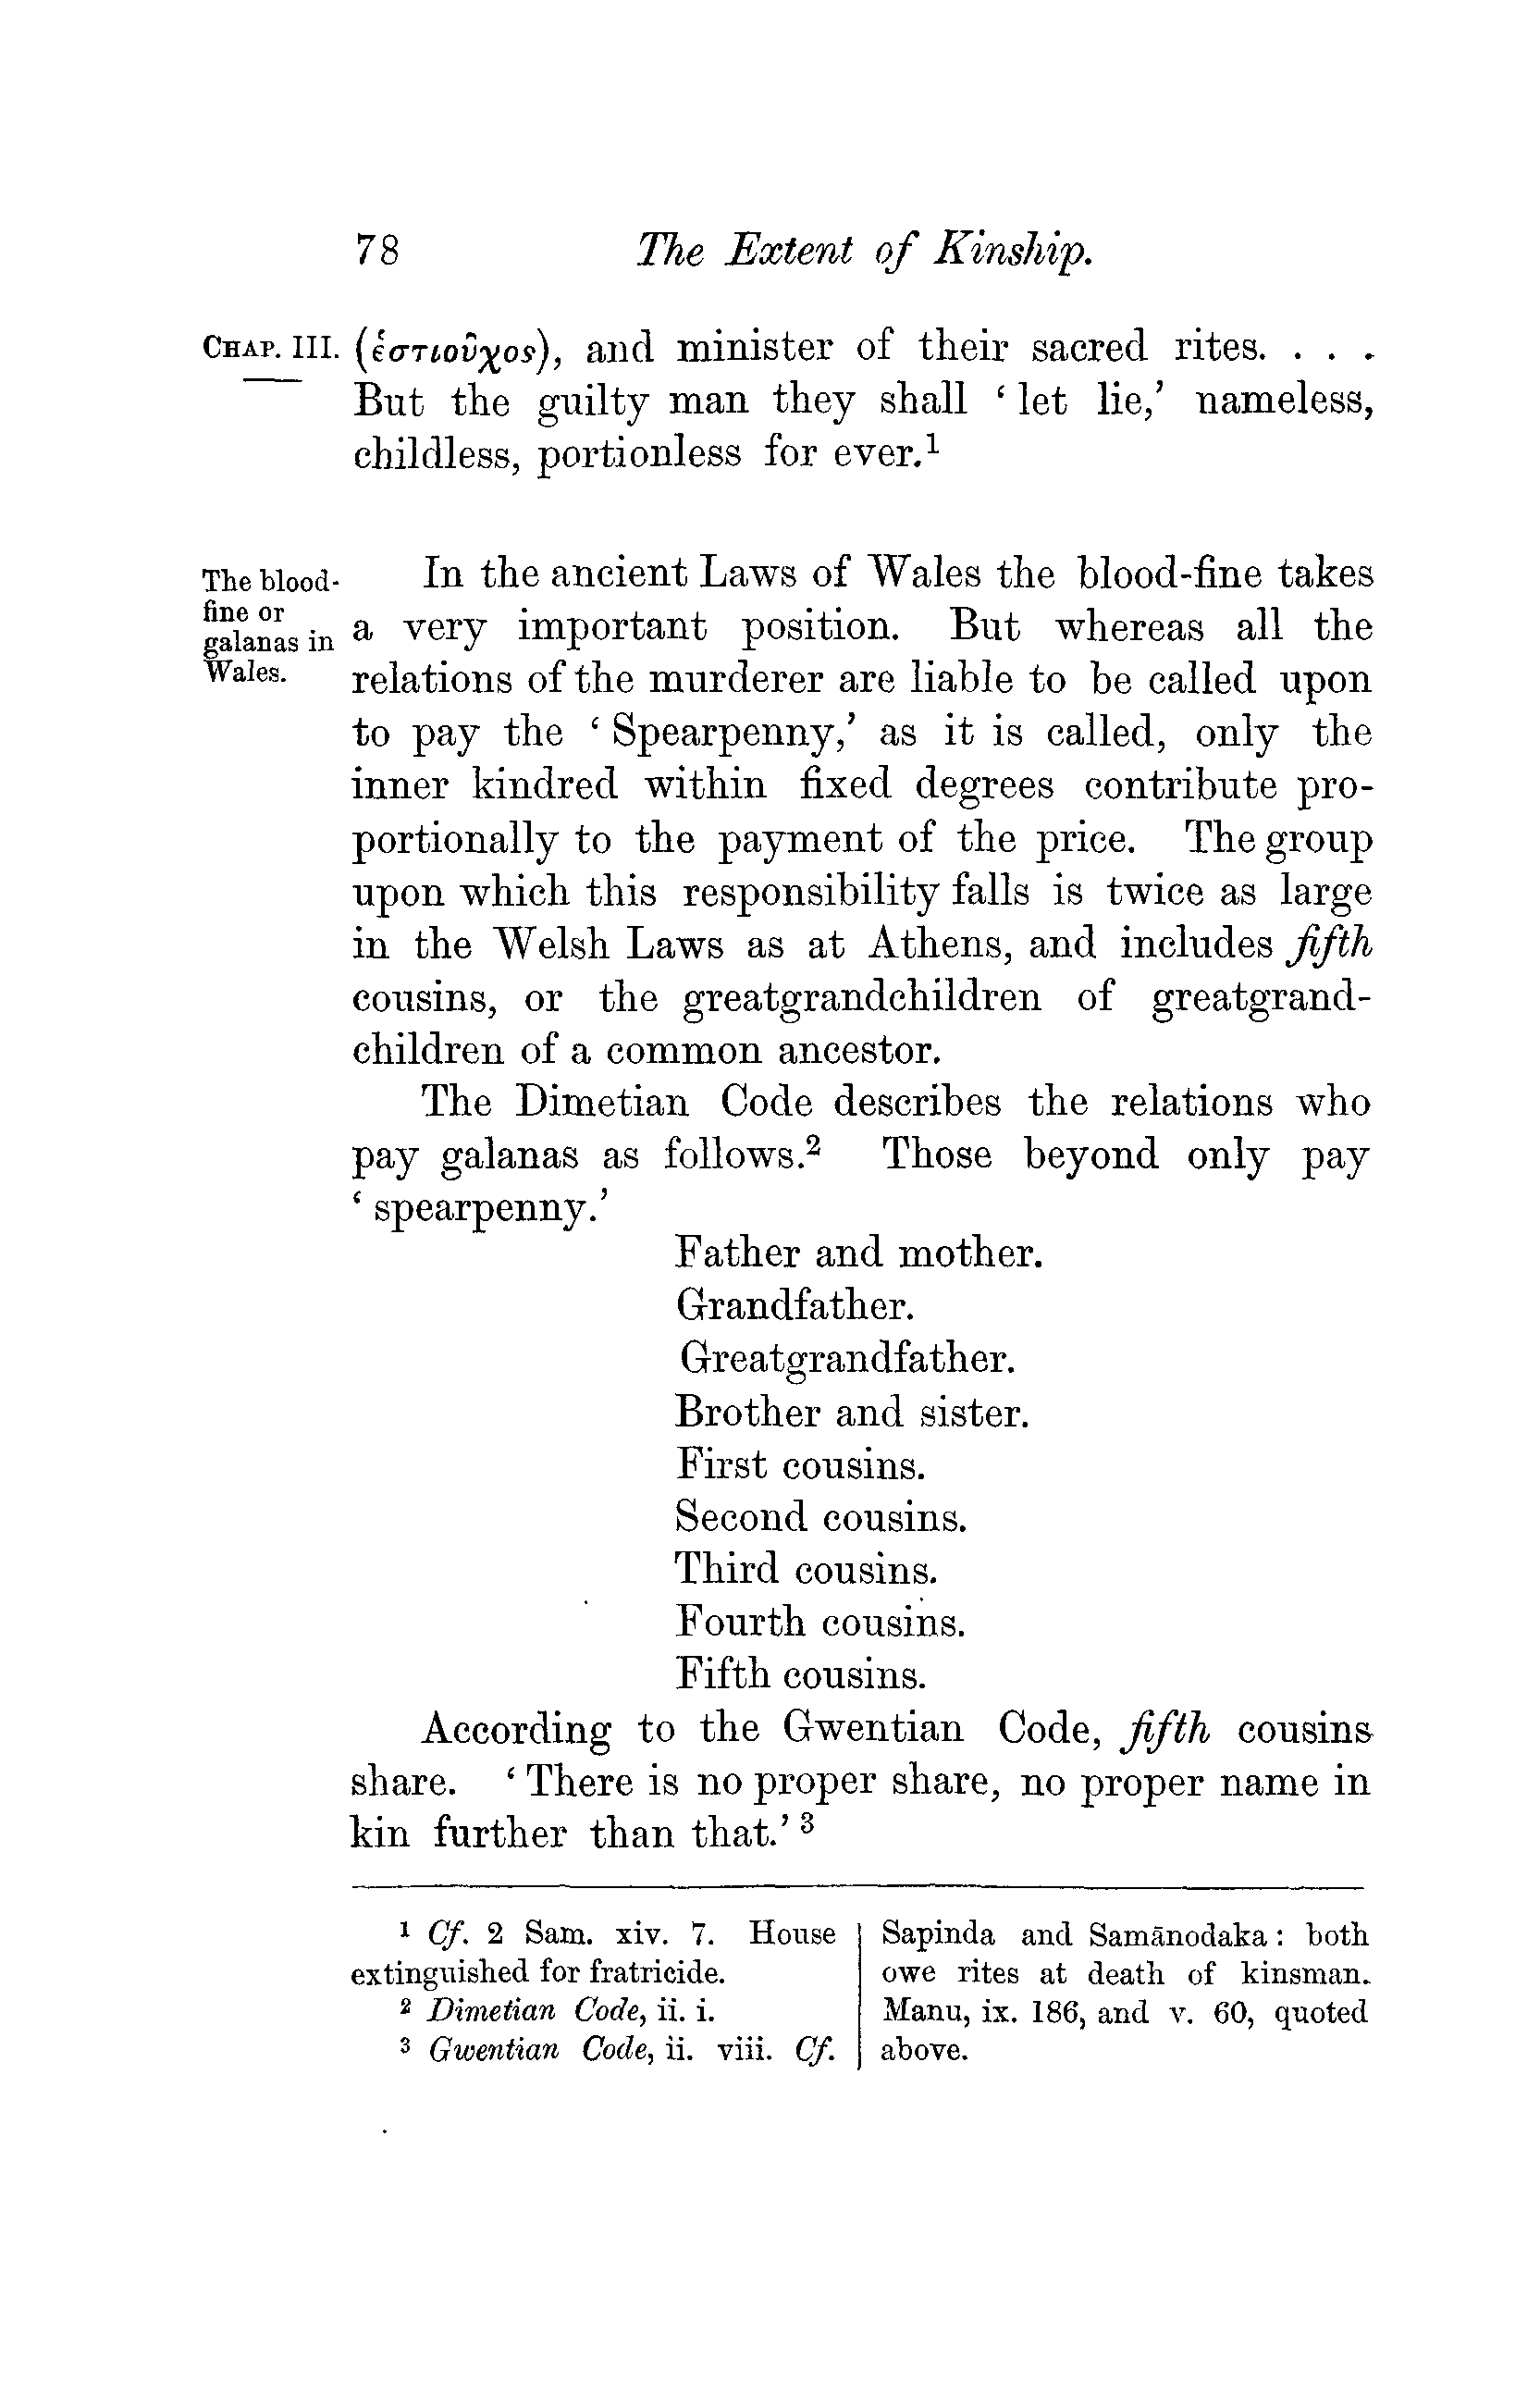 78 The Extent of Kinship.
CHAP. III.
(ἑστιοῦχος), and minister of their sacred rites. . . .
But the guilty man they shall ‘ let lie,’ nameless,
childless, portionless for ever.¹
The blood-
fine or
galanas in
Wales.
In the ancient Laws of Wales the blood-fine takes
a very important position. But whereas all the
relations of the murderer are liable to be called upon
to pay the ‘ Spearpenny,’ as it is called, only the
inner kindred within fixed degrees contribute pro-
portionally to the payment of the price. The group
upon which this responsibility falls is twice as large
in the Welsh Laws as at Athens, and includes fifth
cousins, or the greatgrandchildren of greatgrand-
children of a common ancestor.
The Dimetian Code describes the relations who
pay galanas as follows.² Those beyond only pay
‘ spearpenny.’
Father and mother.
Grandfather.
Greatgrandfather.
Brother and sister.
First cousins.
Second cousins.
Third cousins.
Fourth cousins.
Fifth cousins.
According to the Gwentian Code, fifth cousins
share. ‘ There is no proper share, no proper name in
kin further than that.’ ³
¹ Cf. 2 Sam. xiv. 7. House
extinguished for fratricide.
² Dimetian Code, ii. i.
³ Gwentian Code, ii. viii. Cf.
Sapinda and Samānodaka : both
owe rites at death of kinsman.
Manu, ix. 186, and v. 60, quoted
above.